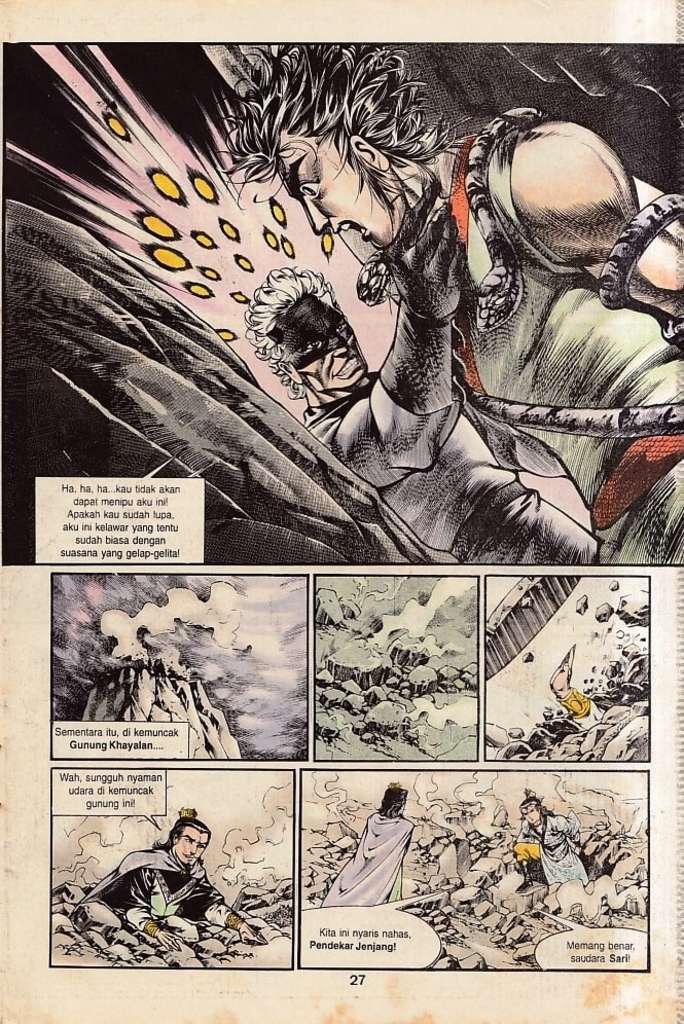 Ha, ha, ha...kau tidak akan
dapat menipu aku ini!
Apakah kau sudah lupa,
aku ini kelawar yang tentu
sudah biasa dengan
suasana yang gelap-gelita!
Sementara itu, di kemuncak
Gunung Khayalan....
Wah, sungguh nyaman
udara di kemuncak
gunung ini!
Kita ini nyaris nahas,
Pendekar Jenjang!
Memang benar,
saudara Sari!
27